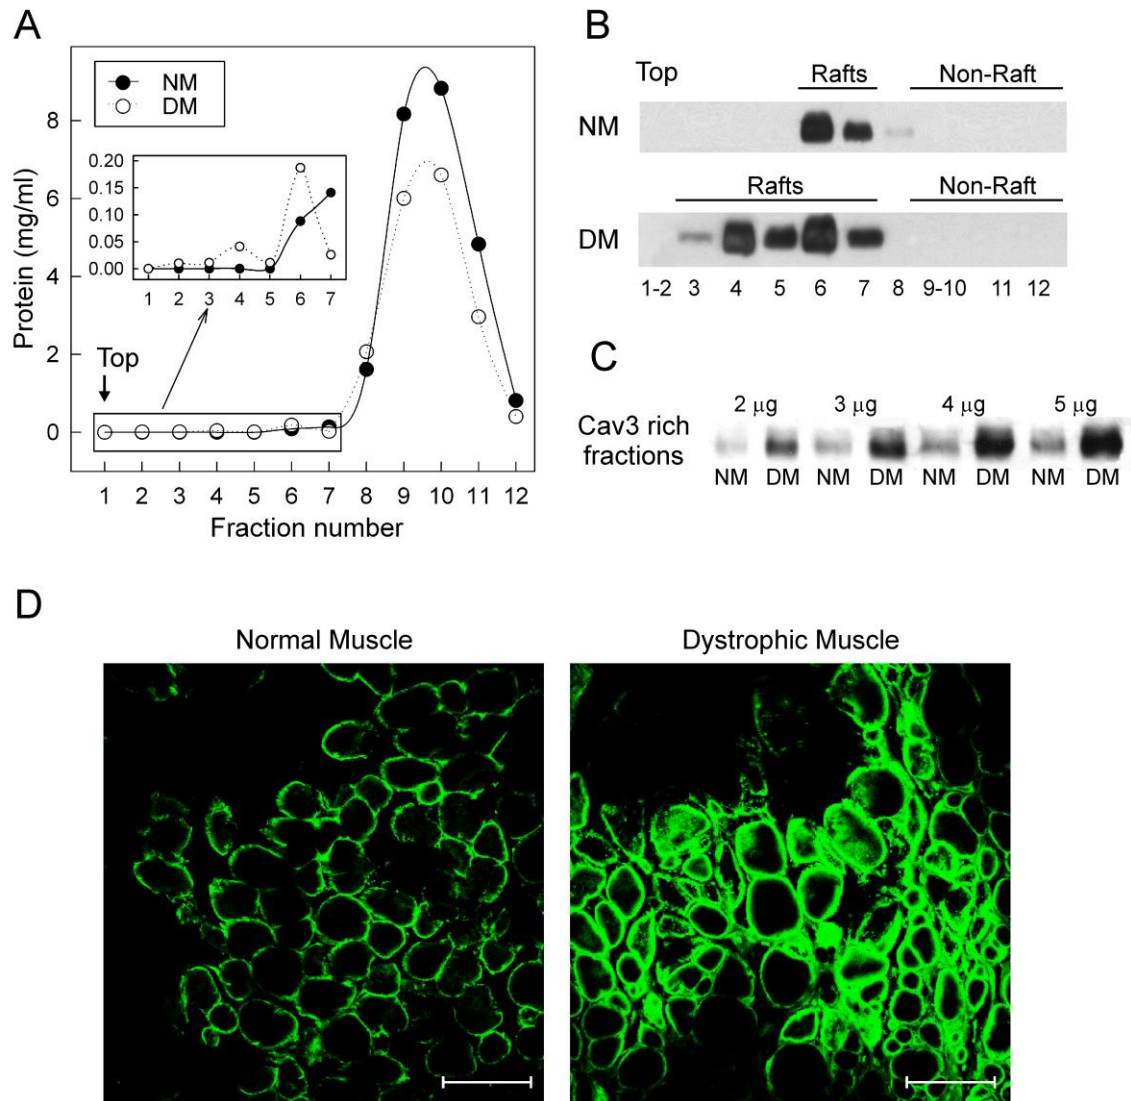 A
NM
DM
Protein (mg/ml)
8
6
4
2
0
0.20
0.15
0.10
0.05
0.00
1 2 3 4 5 6 7
Top
1 2 3 4 5 6 7 8 9 10 11 12
Fraction number
B
Top Rafts Non-Raft
NM
Rafts Non-Raft
DM
1-2 3 4 5 6 7 8 9-10 11 12
C
2 µg 3 µg 4 µg 5 µg
Cav3 rich
fractions
NM DM NM DM NM DM NM DM
D
Normal Muscle Dystrophic Muscle